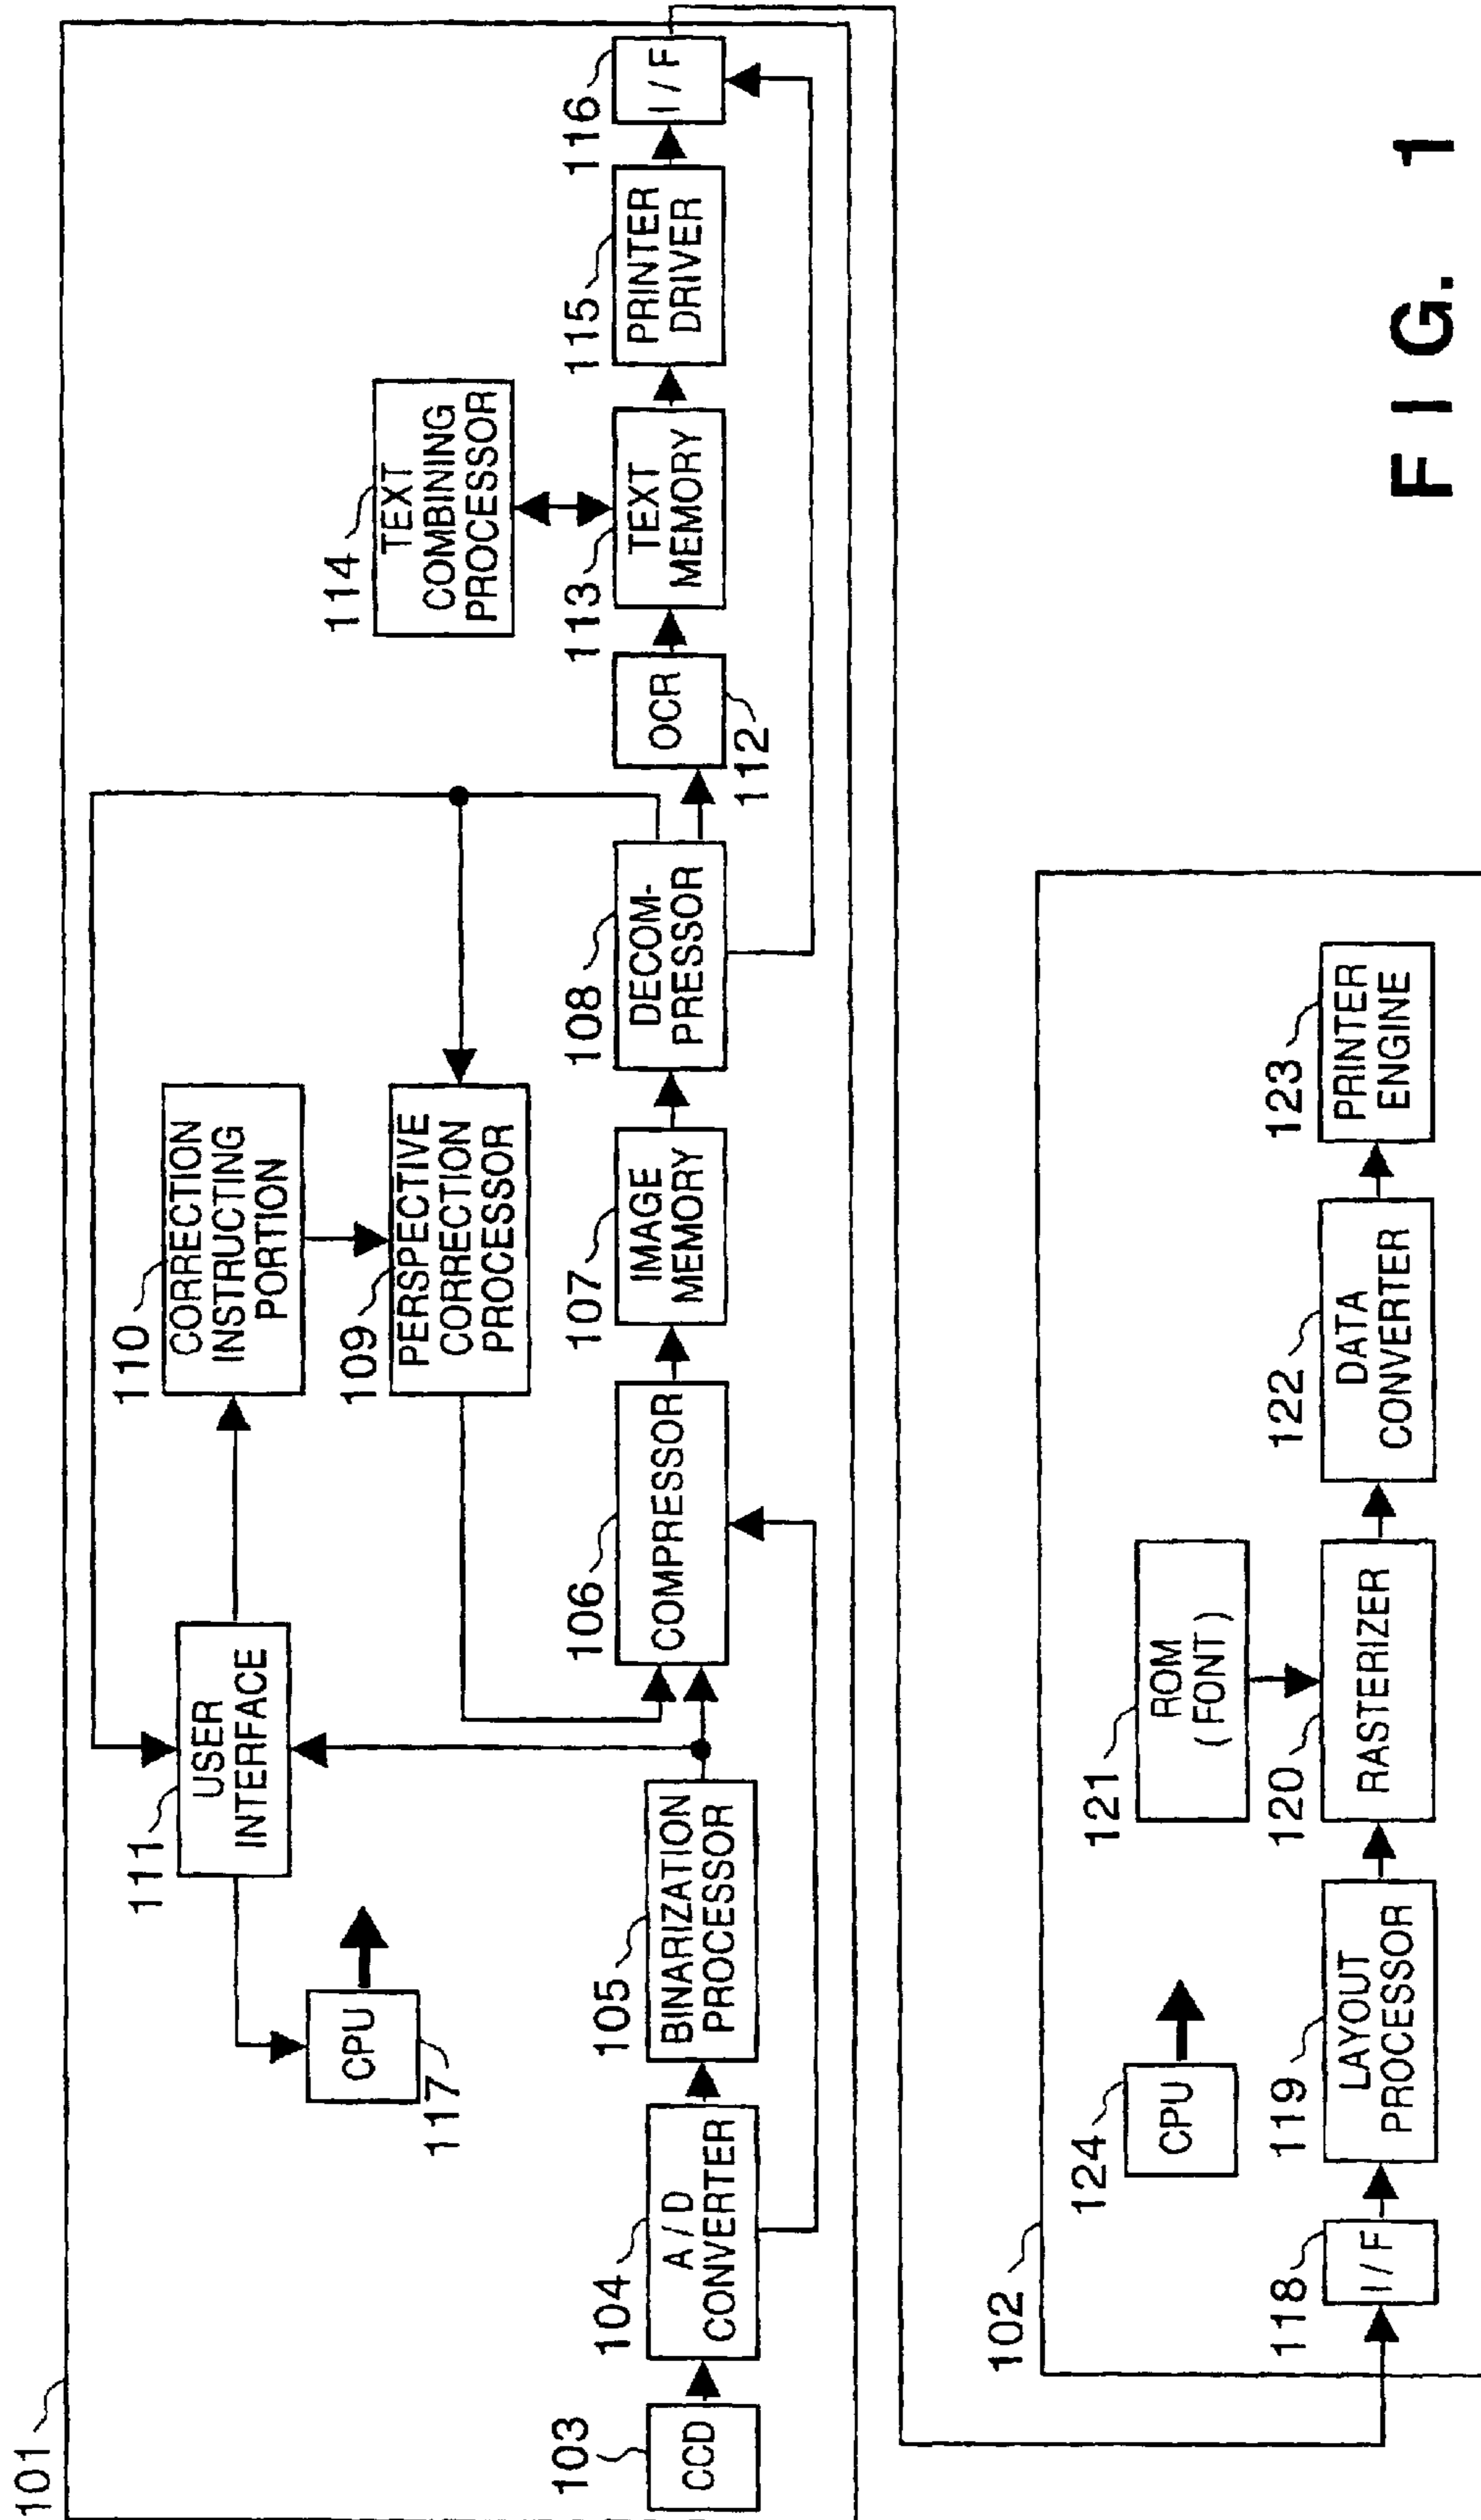 101
103
CCD
104
A/D
CONVERTER
105
BINARIZATION
PROCESSOR
117
CPU
111
USER
INTERFACE
106
COMPRESSOR
110
CORRECTION
INSTRUCTING
PORTION
109
PERSPECTIVE
CORRECTION
PROCESSOR
107
IMAGE
MEMORY
108
DECOM-
PRESSOR
OCR
112
114
TEXT
COMBINING
PROCESSOR
113
TEXT
MEMORY
115
PRINTER
DRIVER
116
I/F
102
118
I/F
124
CPU
119
LAYOUT
PROCESSOR
121
ROM
(FONT)
120
RASTERIZER
122
DATA
CONVERTER
123
PRINTER
ENGINE
FIG. 1